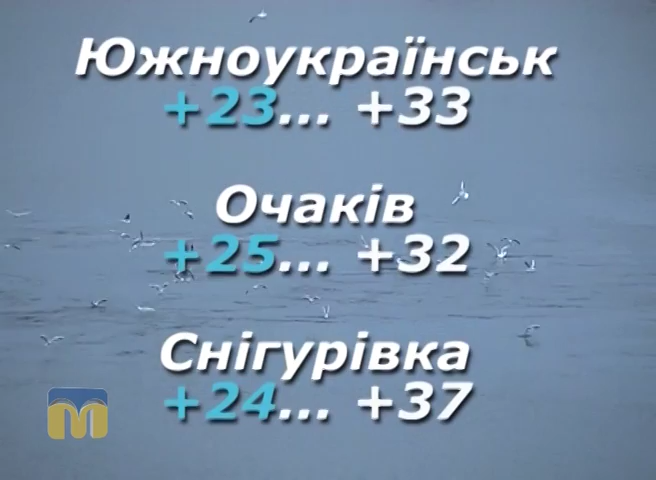 Южноукраїнськ
+23... +33
Очаків
+25... +32
Снігурівка
+24... +37